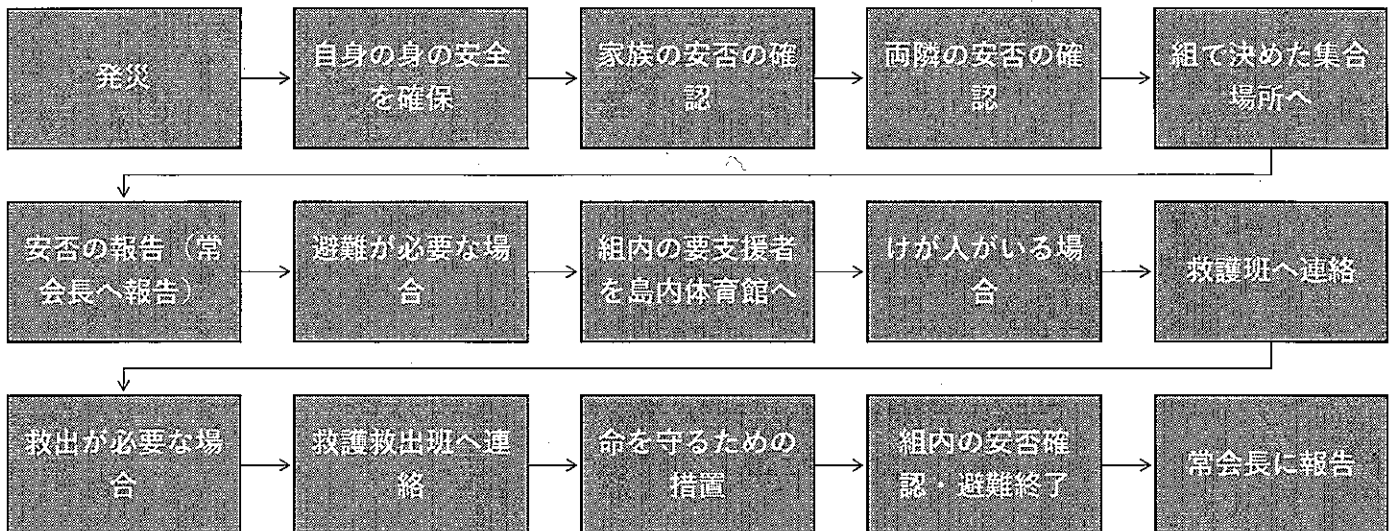 発災
自身の身の安全
を確保
家族の安否の確
認
両隣の安否の確
認
組で決めた集合
場所へ
安否の報告（常
会長へ報告）
避難が必要な場
合
組内の要支援者
を島内体育館へ
けが人がいる場
合
救護班へ連絡
救出が必要な場
合
救護救出班へ連
絡
命を守るための
措置
組内の安否確
認・避難終了
常会長に報告